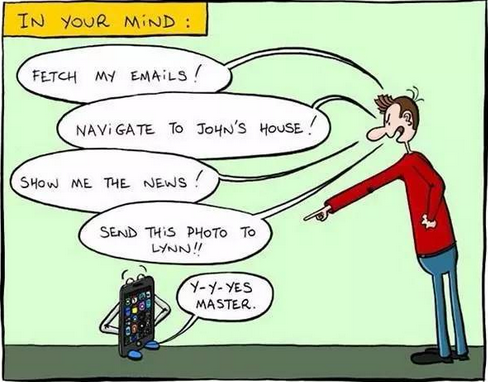 IN YOUR MIND:
FETCH MY EMAILS!
NAVIGATE TO JOHN'S HOUSE!
SHOW ME THE NEWS!
SEND THIS PHOTO TO
LYNN!!
Y-Y-YES
MASTER.